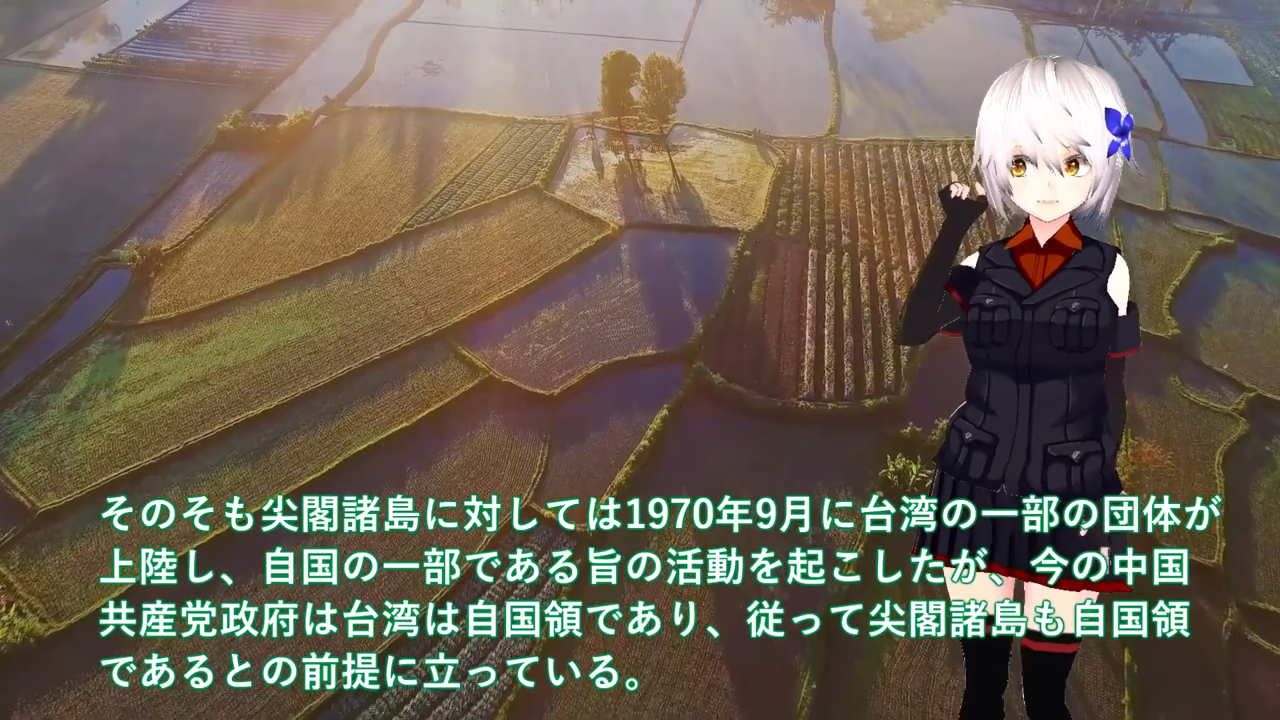 そのそも尖閣諸島に対しては1970年9月に台湾の一部の団体が
上陸し、自国の一部である旨の活動を起こしたが、今の中国
共産党政府は台湾は自国領であり、従って尖閣諸島も自国領
であるとの前提に立っている。